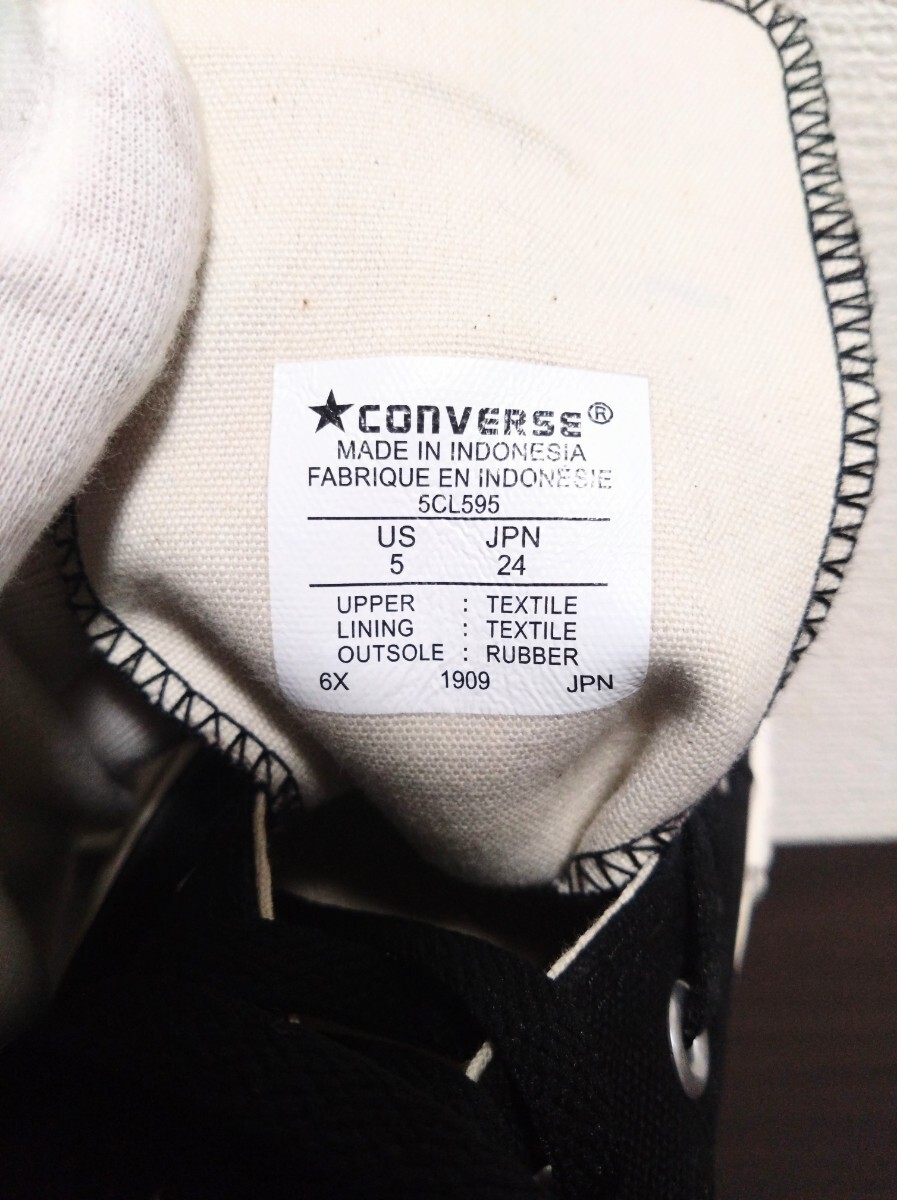 ★CONVERSE®
MADE IN INDONESIA
FABRIQUE EN INDONÉSIE
5CL595
US JPN
5 24
UPPER : TEXTILE
LINING : TEXTILE
OUTSOLE : RUBBER
6X 1909 JPN